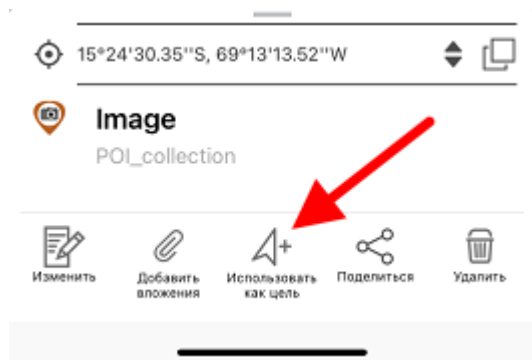 15°24'30.35''S, 69°13'13.52''W
Image
POI_collection
Изменить
Добавить
вложения
Использовать
как цель
Поделиться
Удалить